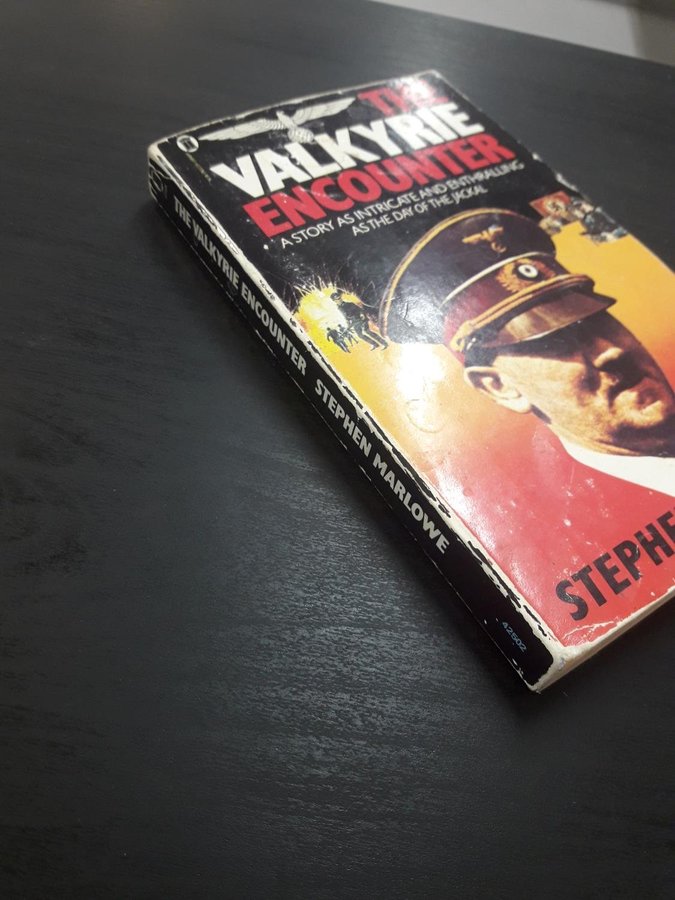 THE
VALKYRIE
ENCOUNTER
A STORY AS INTRICATE AND ENTHRALLING
AS THE DAY OF THE JACKAL
STEPHE
THE VALKYRIE ENCOUNTER STEPHEN MARLOWE
42502